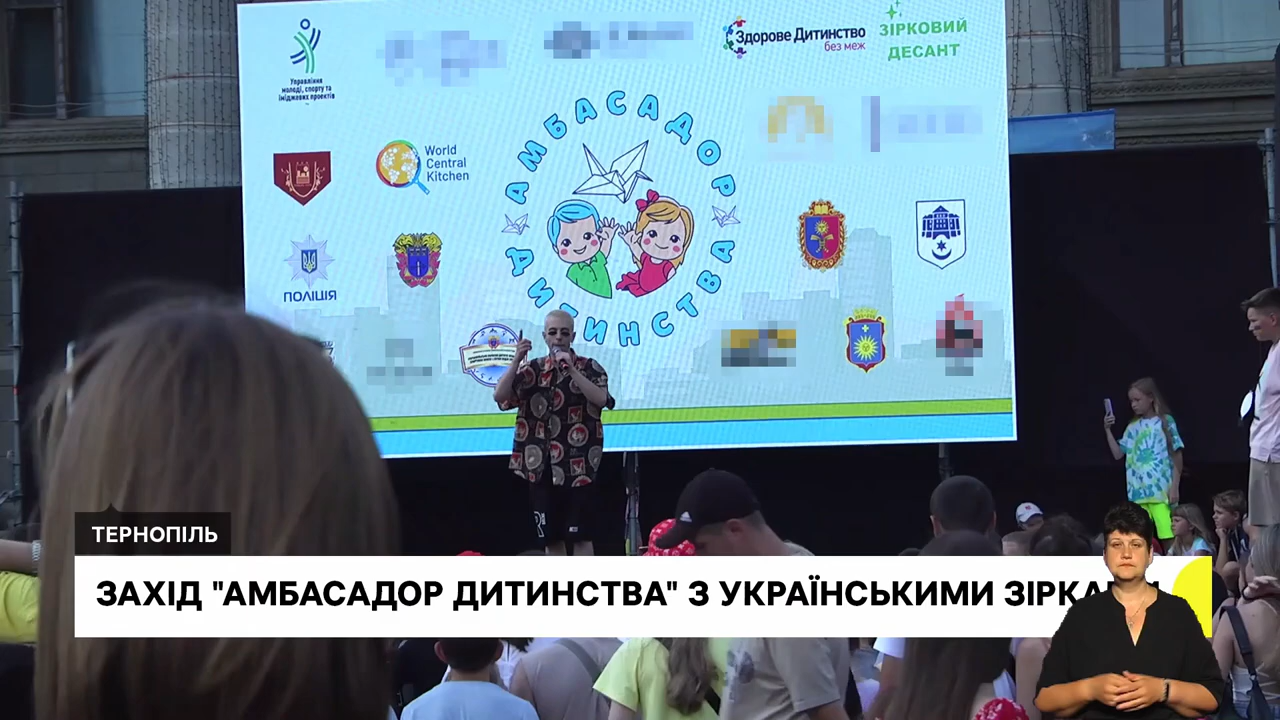 Управління
молоді, спорту та
іміджевих проектів
Здорове Дитинство
без меж
ЗІРКОВИЙ
ДЕСАНТ
World
Central
Kitchen
АМБАСАДОР
ДИТИНСТВА
ПОЛІЦІЯ
ТЕРНОПІЛЬ
ЗАХІД "АМБАСАДОР ДИТИНСТВА" З УКРАЇНСЬКИМИ